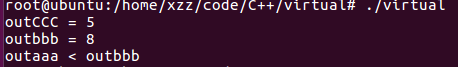 root@ubuntu:/home/xzz/code/C++/virtual# ./virtual
outCCC = 5
outbbb = 8
outaaa < outbbb